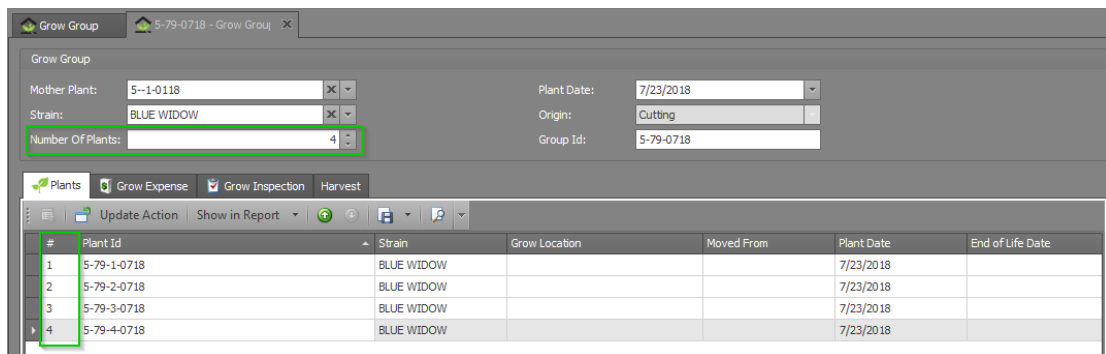 Grow Group 5-79-0718 - Grow Grou
Grow Group
Mother Plant: 5--1-0118 Plant Date: 7/23/2018
Strain: BLUE WIDOW Origin: Cutting
Number Of Plants: 4 Group Id: 5-79-0718
Plants Grow Expense Grow Inspection Harvest
Update Action Show in Report
# Plant Id Strain Grow Location Moved From Plant Date End of Life Date
1 5-79-1-0718 BLUE WIDOW 7/23/2018
2 5-79-2-0718 BLUE WIDOW 7/23/2018
3 5-79-3-0718 BLUE WIDOW 7/23/2018
4 5-79-4-0718 BLUE WIDOW 7/23/2018